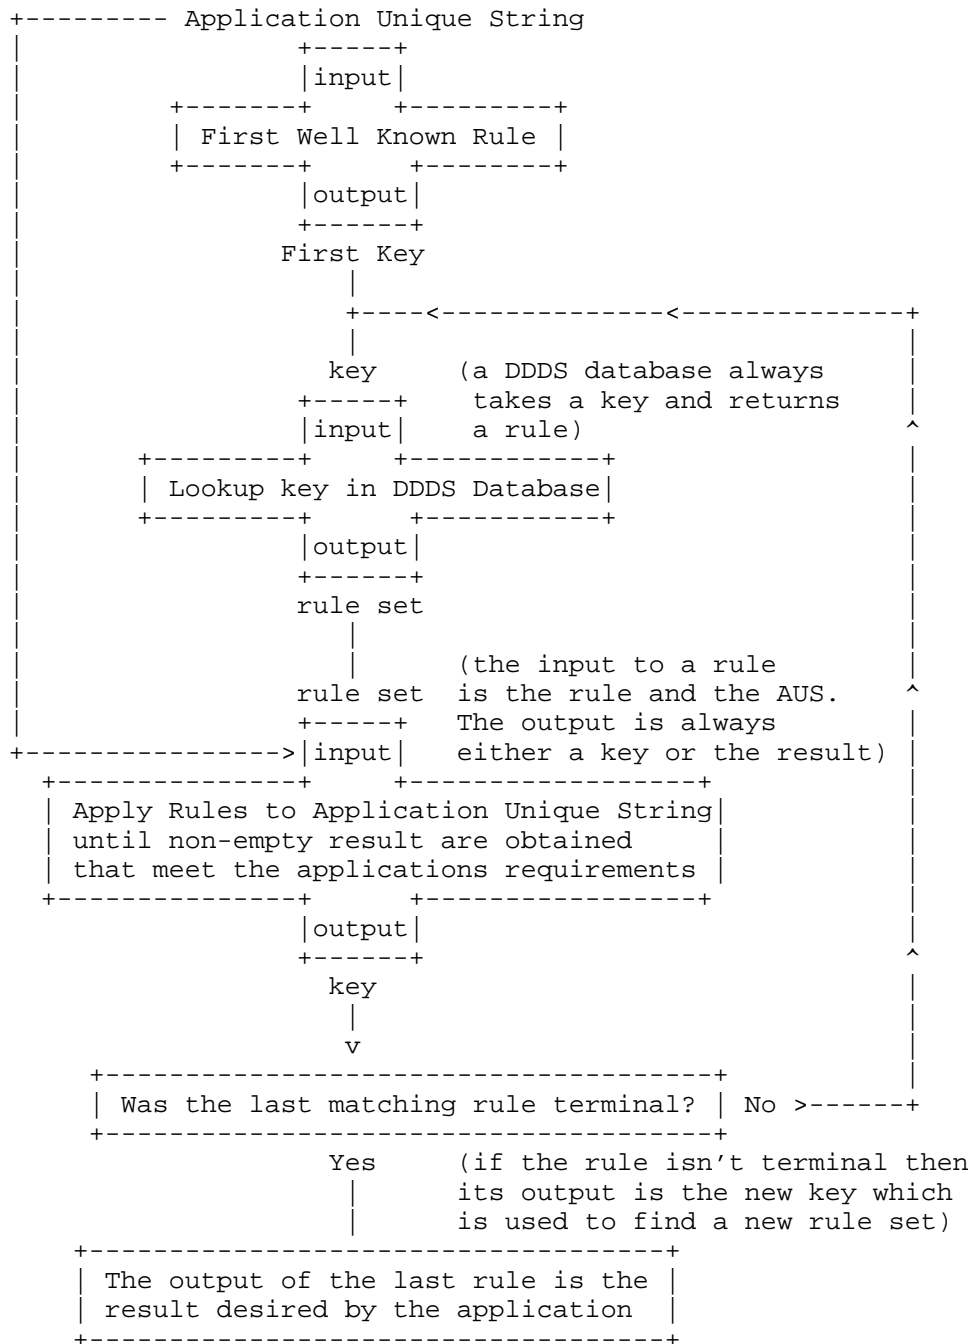 Application Unique String
input
First Well Known Rule
output
First Key
key (a DDDS database always
takes a key and returns
input a rule)
Lookup key in DDDS Database
output
rule set
(the input to a rule
rule set is the rule and the AUS.
The output is always
input either a key or the result)
Apply Rules to Application Unique String
until non-empty result are obtained
that meet the applications requirements
output
key
v
Was the last matching rule terminal? No >
Yes (if the rule isn't terminal then
its output is the new key which
is used to find a new rule set)
The output of the last rule is the
result desired by the application